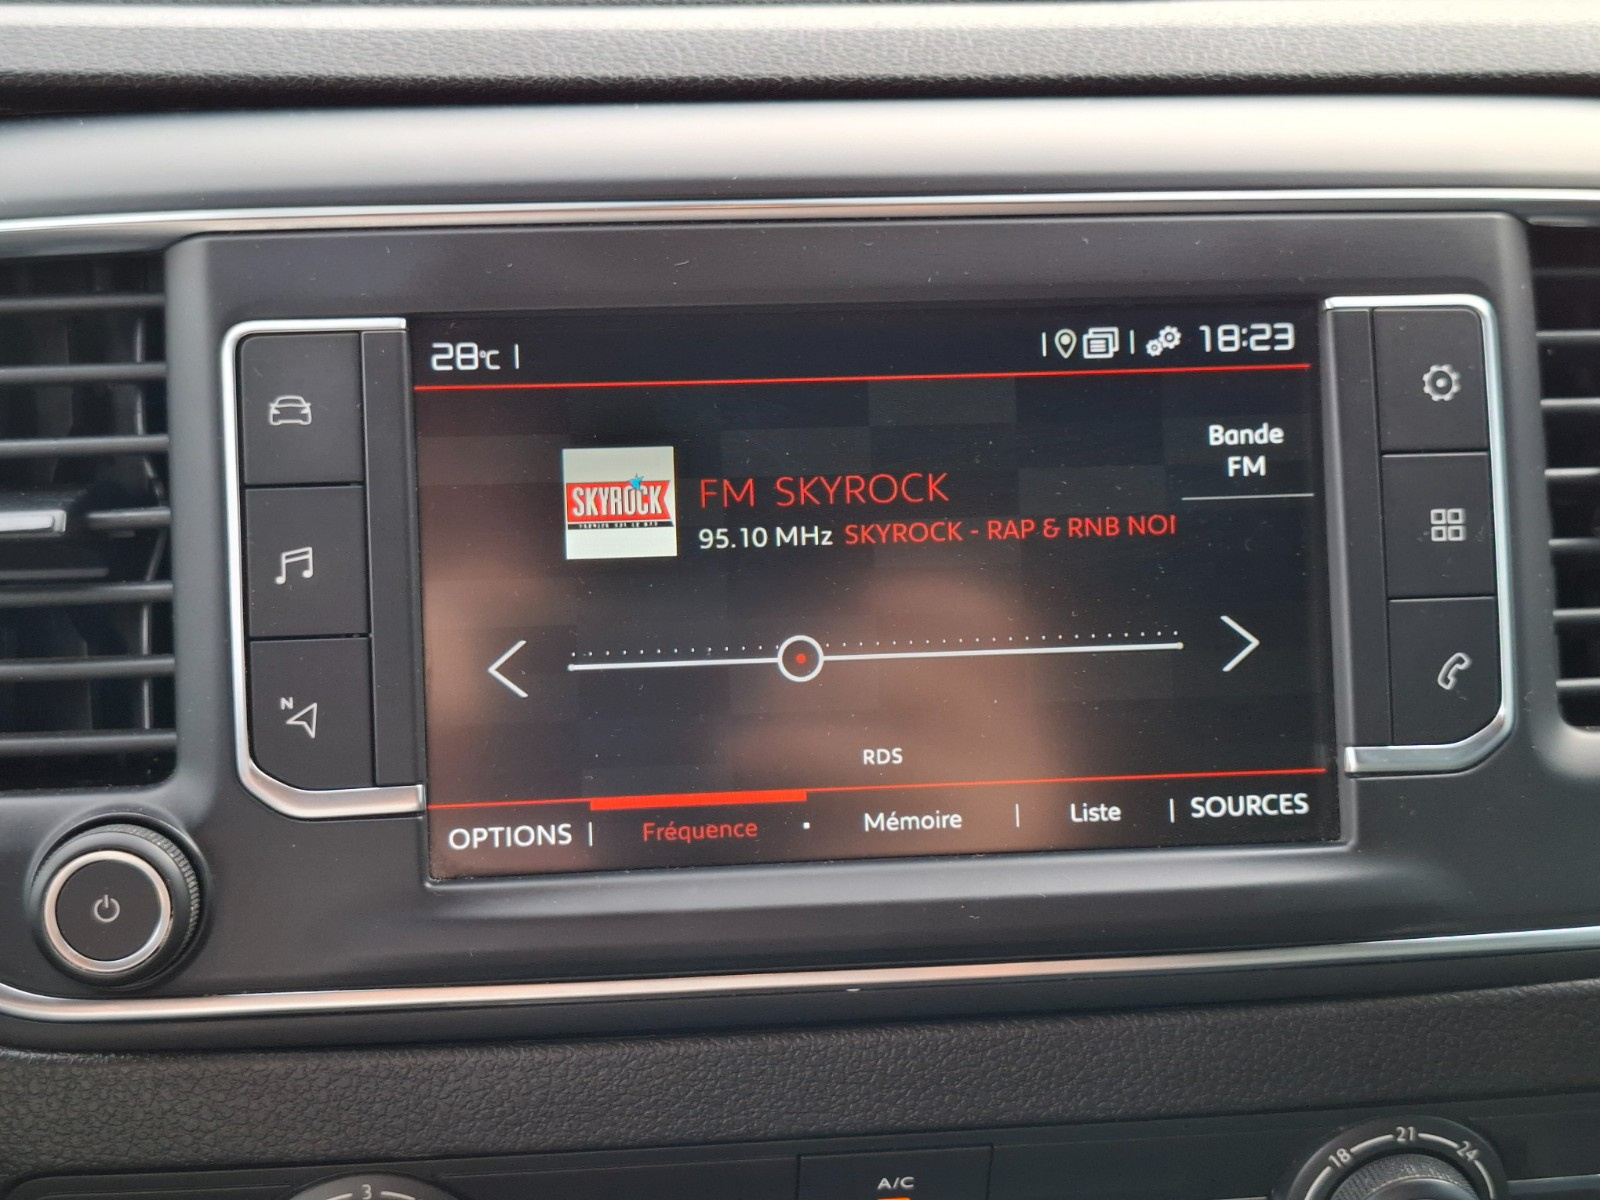 28°C
18:23
Bande
FM
SKYROCK
FM SKYROCK
95.10 MHz SKYROCK - RAP & RNB NO
RDS
OPTIONS | Fréquence Mémoire | Liste | SOURCES
N
A/C
18 21 24
3